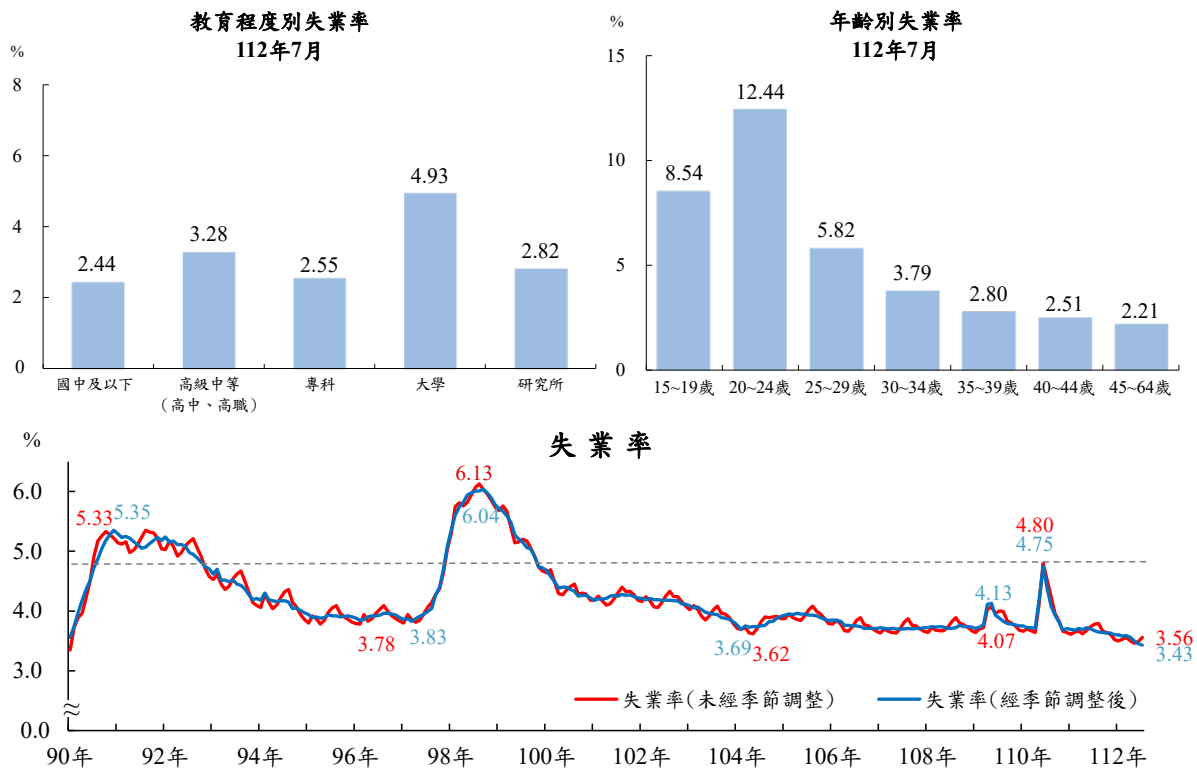 教育程度別失業率
112年7月
%
8
6
4
2
0
2.44
3.28
2.55
4.93
2.82
國中及以下
高級中等
(高中、高職)
專科
大學
研究所
年齡別失業率
112年7月
%
15
10
5
0
8.54
12.44
5.82
3.79
2.80
2.51
2.21
15~19歲
20~24歲
25~29歲
30~34歲
35~39歲
40~44歲
45~64歲
失業率
%
6.0
5.0
4.0
3.0
0.0
5.33
5.35
3.78
3.83
6.13
6.04
3.69
3.62
4.13
4.07
4.80
4.75
3.56
3.43
失業率(未經季節調整)
失業率(經季節調整後)
90年
92年
94年
96年
98年
100年
102年
104年
106年
108年
110年
112年